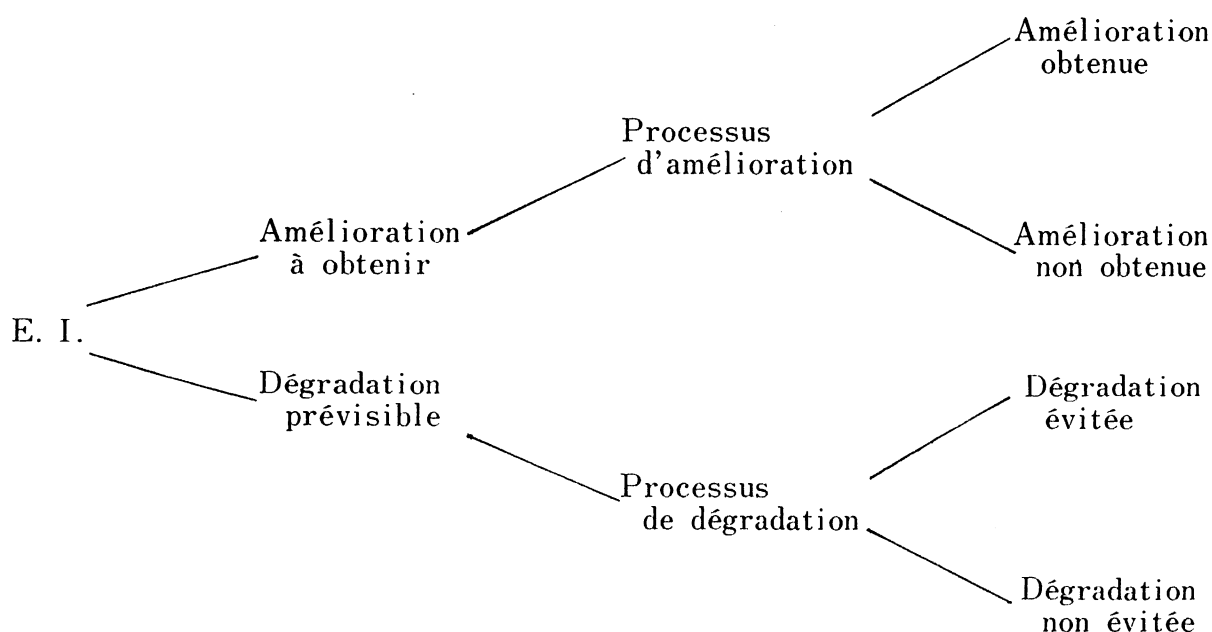 Amélioration
obtenue
Processus
d'amélioration
Amélioration
à obtenir
Amélioration
non obtenue
E. I.
Dégradation
prévisible
Dégradation
évitée
Processus
de dégradation
Dégradation
non évitée